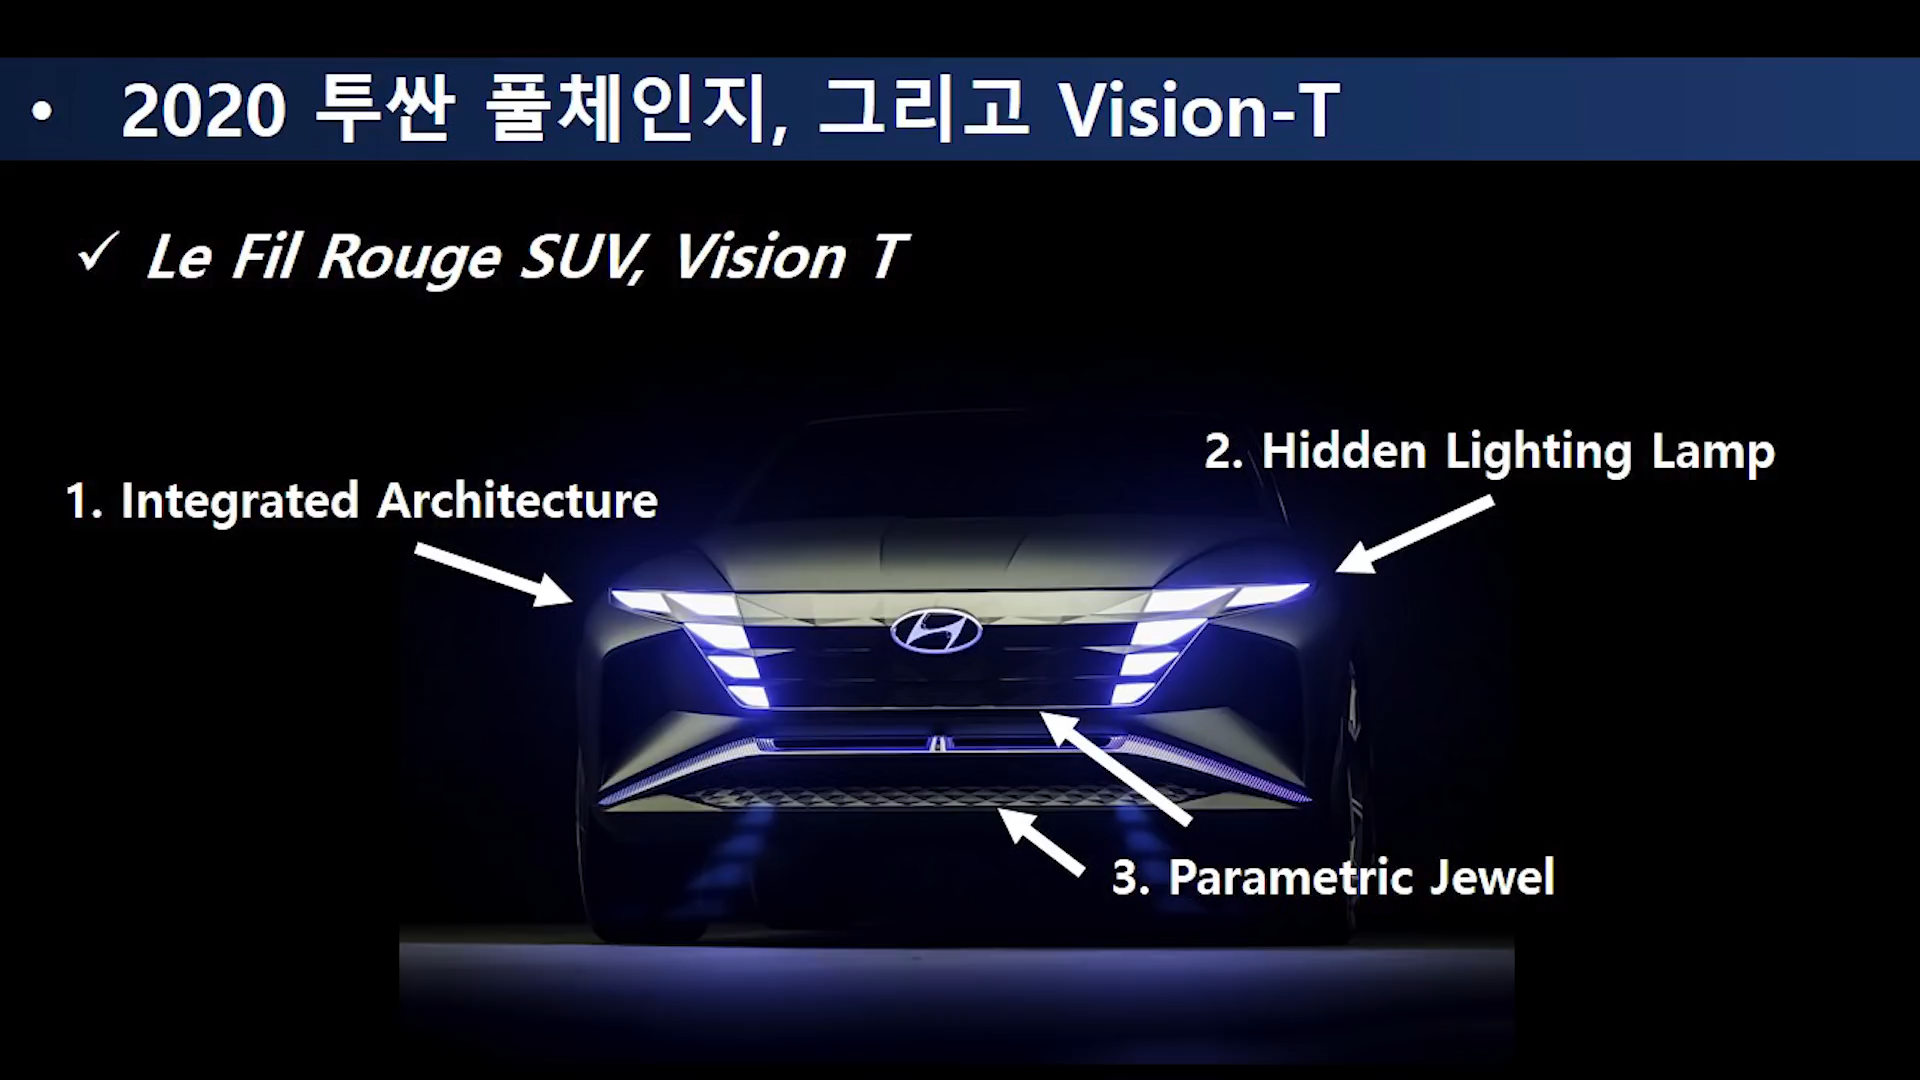 • 2020 투싼 풀체인지, 그리고 Vision-T
✓ Le Fil Rouge SUV, Vision T
2. Hidden Lighting Lamp
1. Integrated Architecture
3. Parametric Jewel